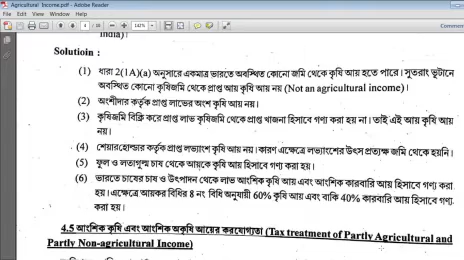 Agricultural Income.pdf - Adobe Reader
File Edit View Window Help
142%
Comment
India)।
Solutioin :
(1) ধারা 2(1A)(a) অনুসারে একমাত্র ভারতে অবস্থিত কোনো জমি থেকে কৃষি আয় হতে পারে। সুতরাং ভূটানে
অবস্থিত কোনো কৃষিজমি থেকে প্রাপ্ত আয় কৃষি আয় নয় (Not an agricultural income)।
(2) অংশীদার কর্তৃক প্রাপ্ত লাভের অংশ কৃষি আয় নয়।
(3) কৃষিজমি বিক্রি করে প্রাপ্ত লাভ কৃষিজমি থেকে প্রাপ্ত খাজনা হিসাবে গণ্য করা হয় না। তাই এই আয় কৃষি আয়
নয়।
(4) শেয়ারহোল্ডার কর্তৃক প্রাপ্ত লভ্যাংশ কৃষি আয় নয়। কারণ এক্ষেত্রে লভ্যাংশের উৎস প্রত্যক্ষ জমি থেকে হয়নি।
(5) ফুল ও লতাগুল্ম চাষ থেকে আয়কে কৃষি আয় হিসাবে গণ্য করা হয়।
(6) ভারতে চাষের চাষ ও উৎপাদন থেকে লাভ আংশিক কৃষি আয় এবং আংশিক কারবারি আয় হিসাবে গণ্য করা
হয়। এক্ষেত্রে আয়কর বিধির 8 নং বিধি অনুযায়ী 60% কৃষি আয় এবং বাকি 40% কারবারি আয় হিসাবে গণ্য
করা হয়।
4.5 আংশিক কৃষি এবং আংশিক অকৃষি আয়ের করযোগ্যতা (Tax treatment of Partly Agricultural and
Partly Non-agricultural Income)